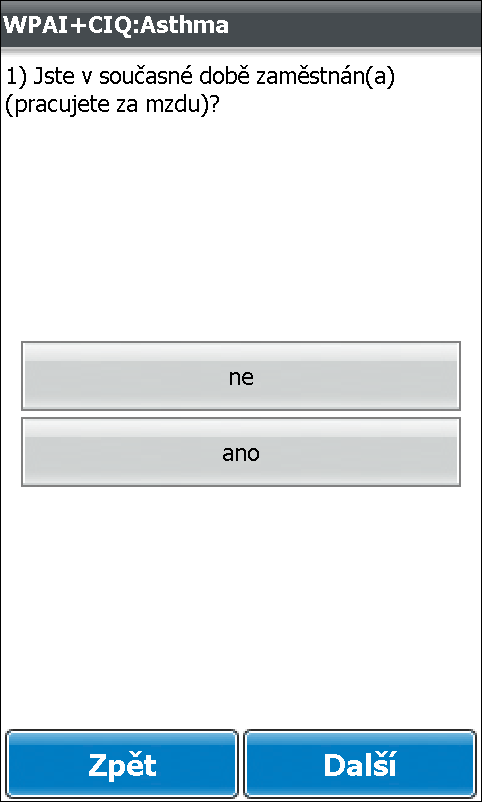 WPAI+CIQ:Asthma
1) Jste v současné době zaměstnán(a)
(pracujete za mzdu)?
ne
ano
Zpět
Další